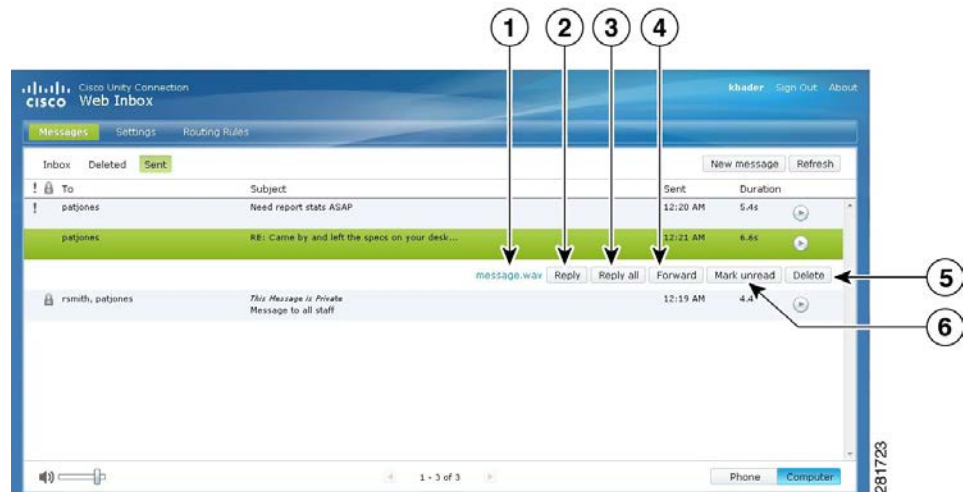 1 2 3 4
Cisco Unity Connection
CISCO Web Inbox
khader Sign Out About
Messages Settings Routing Rules
Inbox Deleted Sent
New message Refresh
! To Subject Sent Duration
! patjones Need report stats ASAP 12:20 AM 5.4s
patjones RE: Came by and left the specs on your desk... 12:21 AM 6.6s
message.wav Reply Reply all Forward Mark unread Delete 5
rsmith, patjones This Message is Private 12:19 AM 4.4
Message to all staff
6
1 - 3 of 3
Phone Computer
281723